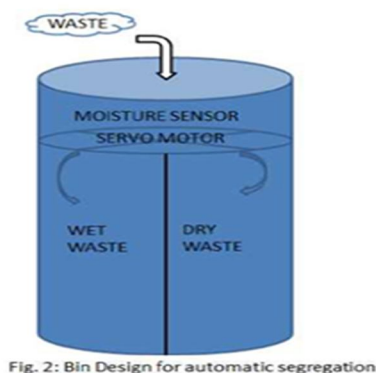 WASTE
MOISTURE SENSOR
SERVO MOTOR
WET
WASTE
DRY
WASTE
Fig. 2: Bin Design for automatic segregation